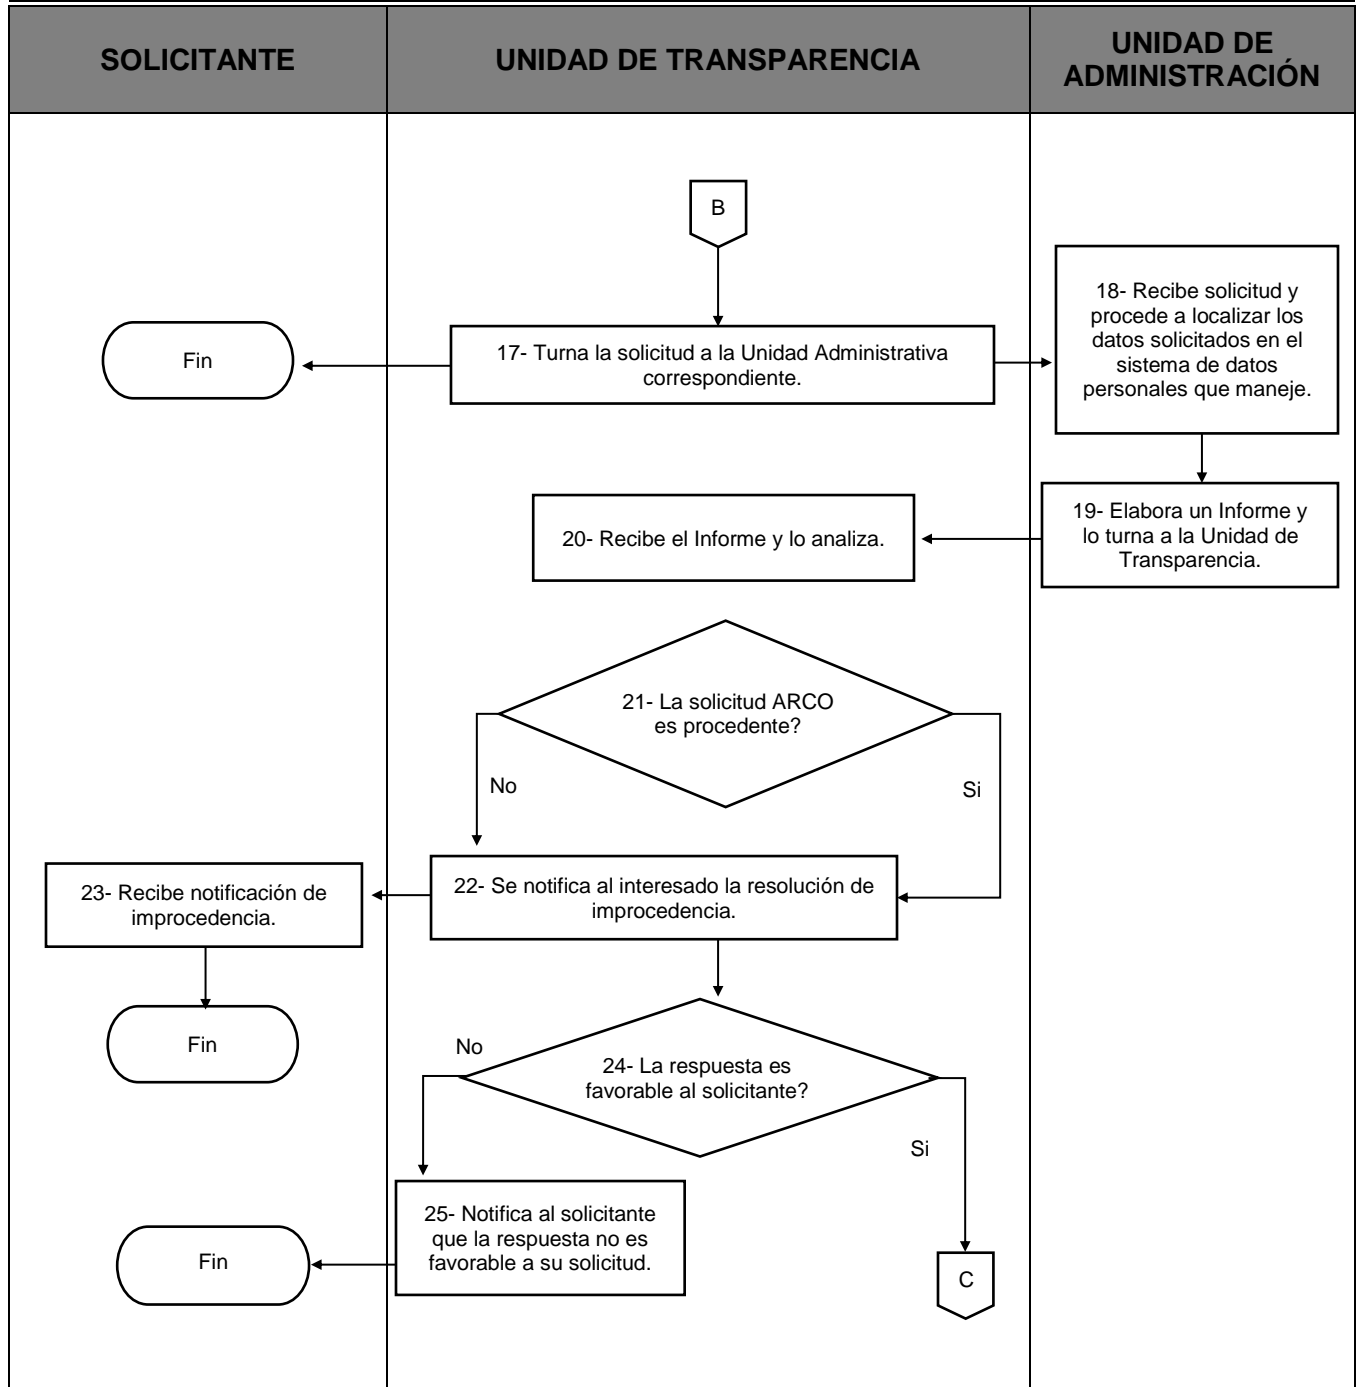 SOLICITANTE
UNIDAD DE TRANSPARENCIA
UNIDAD DE
ADMINISTRACIÓN
B
18- Recibe solicitud y
procede a localizar los
datos solicitados en el
sistema de datos
personales que maneje.
Fin
17- Turna la solicitud a la Unidad Administrativa
correspondiente.
20- Recibe el Informe y lo analiza.
19- Elabora un Informe y
lo turna a la Unidad de
Transparencia.
21- La solicitud ARCO
es procedente?
No
Si
23- Recibe notificación de
improcedencia.
22- Se notifica al interesado la resolución de
improcedencia.
Fin
No
24- La respuesta es
favorable al solicitante?
Si
25- Notifica al solicitante
que la respuesta no es
favorable a su solicitud.
Fin
C